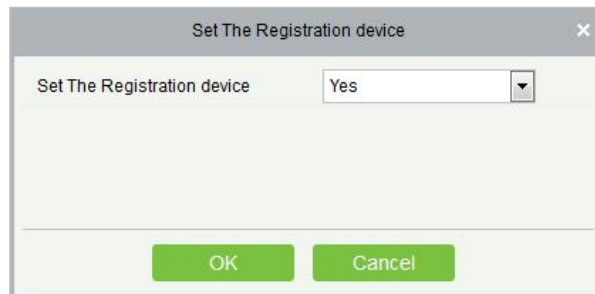 Set The Registration device
Set The Registration device Yes
OK Cancel